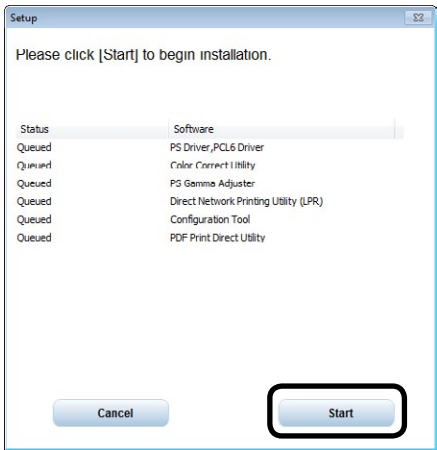 Setup
Please click [Start] to begin installation.
Status Software
Queued PS Driver,PCL6 Driver
Queued Color Correct Utility
Queued PS Gamma Adjuster
Queued Direct Network Printing Utility (LPR)
Queued Configuration Tool
Queued PDF Print Direct Utility
Cancel Start